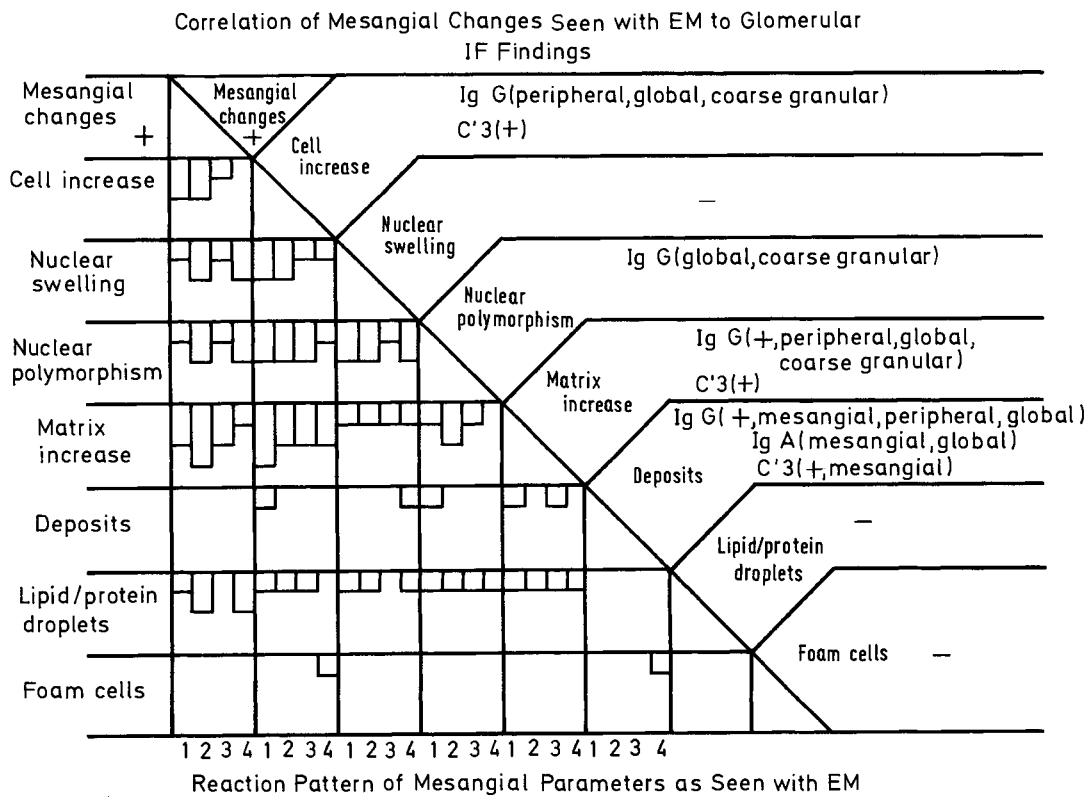 Correlation of Mesangial Changes Seen with EM to Glomerular
IF Findings
Mesangial
changes
+
Mesangial
changes
+
Ig G(peripheral,global,coarse granular)
C'3(+)
Cell increase
Cell
increase
–
Nuclear
swelling
Nuclear
swelling
Ig G(global,coarse granular)
Nuclear
polymorphism
Nuclear
polymorphism
Ig G(+,peripheral,global,
coarse granular)
C'3(+)
Matrix
increase
Matrix
increase
Ig G(+,mesangial,peripheral,global)
Ig A(mesangial,global)
C'3(+,mesangial)
Deposits
Deposits
–
Lipid/protein
droplets
Lipid/protein
droplets
Foam cells
Foam cells –
1 2 3 4 1 2 3 4 1 2 3 4 1 2 3 4 1 2 3 4 1 2 3 4
Reaction Pattern of Mesangial Parameters as Seen with EM